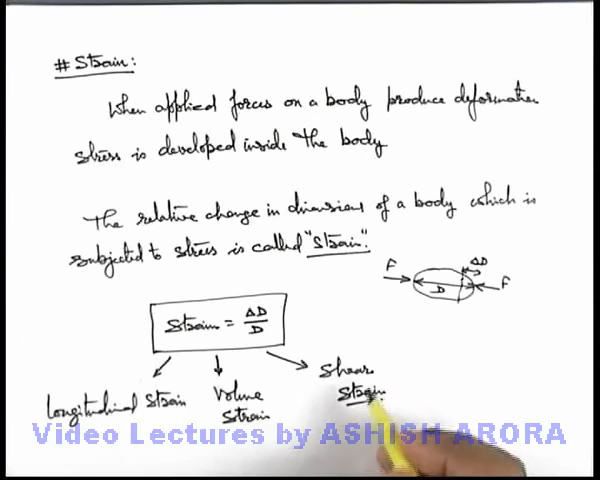 # Strain:
When applied forces on a body produce deformation
stress is developed inside the body
The relative change in dimensions of a body which is
subjected to stress is called "Strain".
F D ΔD F
Strain = ΔD/D
Longitudinal Strain
Volume
Strain
Shear
Strain
Video Lectures by ASHISH ARORA